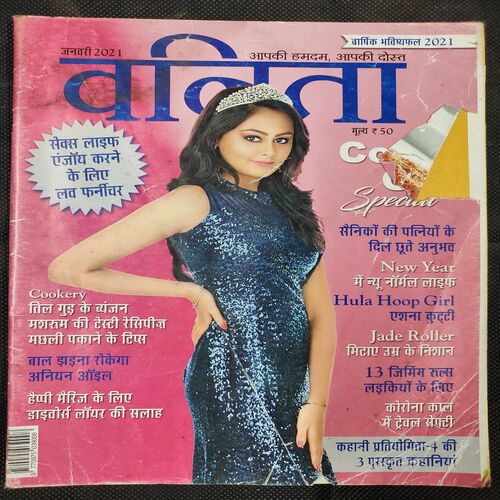 वार्षिक भविष्यफल 2021
जनवरी 2021
आपकी हमदम, आपकी दोस्त
वनिता
मूल्य ₹ 50
सेक्स लाइफ
एंजॉय करने
के लिए
लव फर्नीचर
Special
सैनिकों की पत्नियों के
दिल छूते अनुभव
New Year
में न्यू नॉर्मल लाइफ
Hula Hoop Girl
एशना कुट्टी
Jade Roller
मिटाए उम्र के निशान
13 जिमिंग रूल्स
लड़कियों के लिए
कोरोना काल
में ट्रेवल सेफ्टी
कहानी प्रतियोगिता-4 की
3 पुरस्कृत कहानियां
Cookery
तिल गुड़ के व्यंजन
मशरूम की टेस्टी रेसिपीज़
मछली पकाने के टिप्स
बाल झड़ना रोकेगा
अनियन ऑइल
हैप्पी मैरिज के लिए
डाइवोर्स लॉयर की सलाह